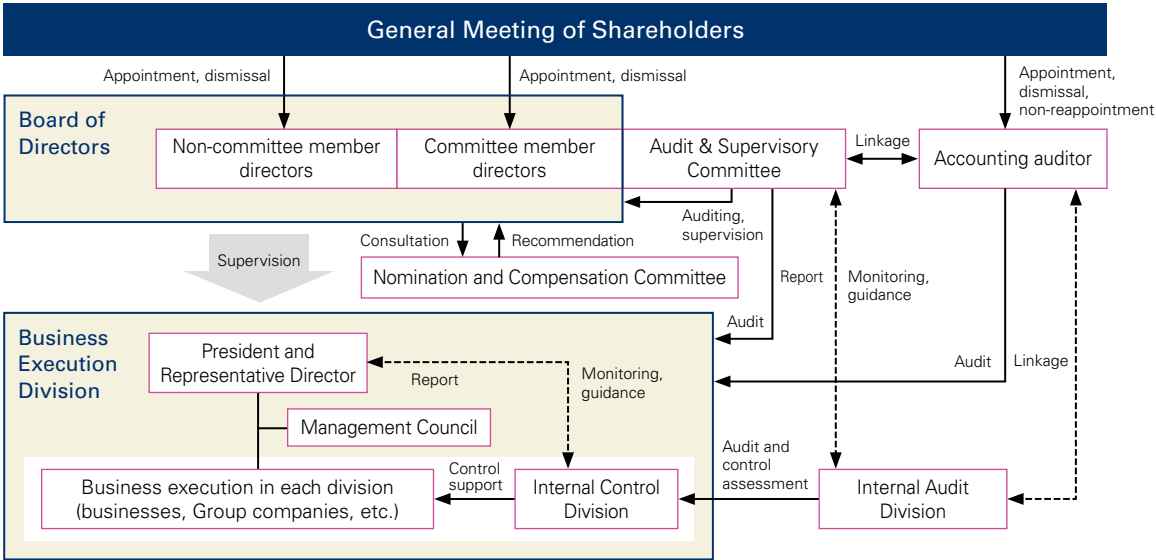 General Meeting of Shareholders
Appointment, dismissal
Appointment, dismissal
Appointment,
dismissal,
non-reappointment
Board of
Directors
Non-committee member
directors
Committee member
directors
Audit & Supervisory
Committee
Linkage
Accounting auditor
Auditing,
supervision
Consultation
Recommendation
Supervision
Nomination and Compensation Committee
Report
Monitoring,
guidance
Business
Execution
Division
Audit
President and
Representative Director
Report
Monitoring,
guidance
Audit
Linkage
Management Council
Business execution in each division
(businesses, Group companies, etc.)
Control
support
Internal Control
Division
Audit and
control
assessment
Internal Audit
Division